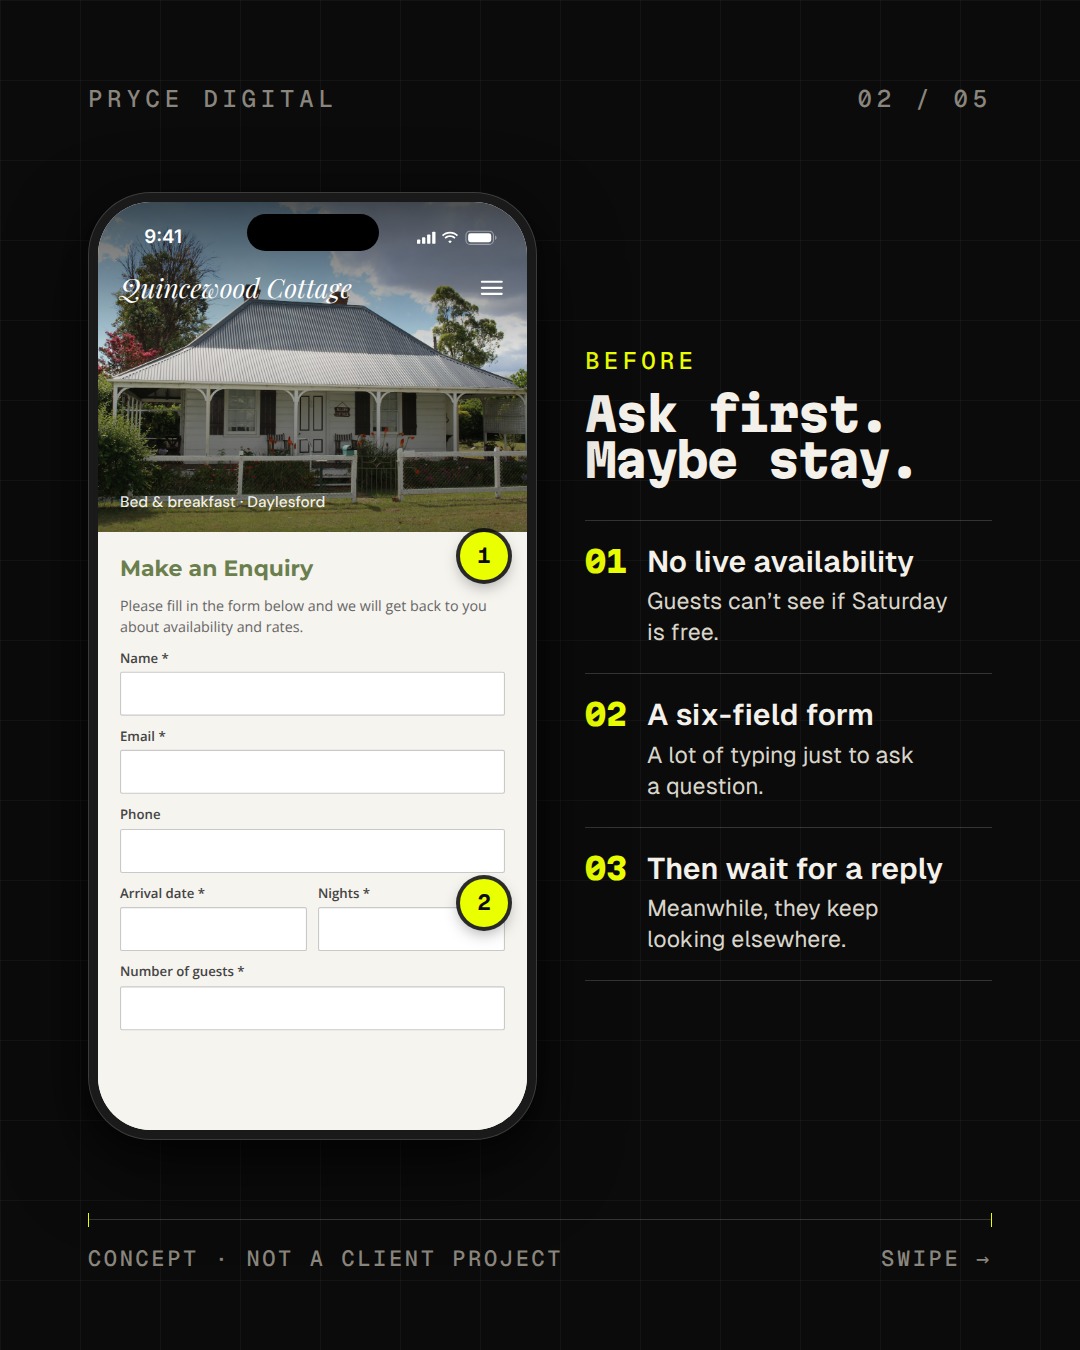 PRYCE DIGITAL
02 / 05
9:41
Quincewood Cottage
Bed & breakfast · Daylesford
1
Make an Enquiry
Please fill in the form below and we will get back to you
about availability and rates.
Name *
Email *
Phone
Arrival date *
Nights *
2
Number of guests *
BEFORE
Ask first.
Maybe stay.
01 No live availability
Guests can’t see if Saturday
is free.
02 A six-field form
A lot of typing just to ask
a question.
03 Then wait for a reply
Meanwhile, they keep
looking elsewhere.
CONCEPT · NOT A CLIENT PROJECT
SWIPE →